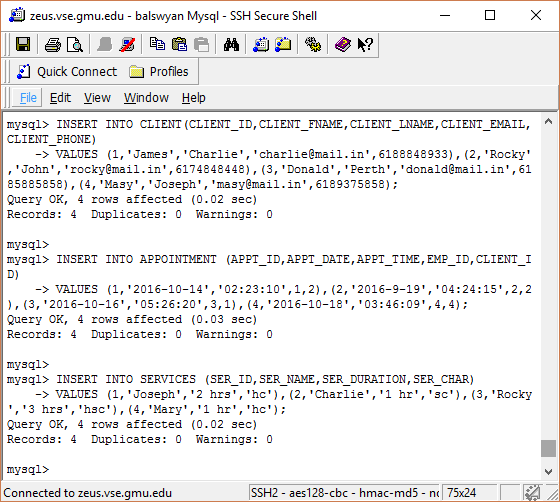 zeus.vse.gmu.edu - balswyan Mysql - SSH Secure Shell
Quick Connect Profiles
File Edit View Window Help
mysql> INSERT INTO CLIENT(CLIENT_ID,CLIENT_FNAME,CLIENT_LNAME,CLIENT_EMAIL,
CLIENT_PHONE)
-> VALUES (1,'James','Charlie','charlie@mail.in',6188848933),(2,'Rocky'
,'John','rocky@mail.in',6174848448),(3,'Donald','Perth','donald@mail.in',61
85885858),(4,'Masy','Joseph','masy@mail.in',6189375858);
Query OK, 4 rows affected (0.02 sec)
Records: 4  Duplicates: 0  Warnings: 0
mysql>
mysql> INSERT INTO APPOINTMENT (APPT_ID,APPT_DATE,APPT_TIME,EMP_ID,CLIENT_I
D)
-> VALUES (1,'2016-10-14','02:23:10',1,2),(2,'2016-9-19','04:24:15',2,2
),(3,'2016-10-16','05:26:20',3,1),(4,'2016-10-18','03:46:09',4,4);
Query OK, 4 rows affected (0.03 sec)
Records: 4  Duplicates: 0  Warnings: 0
mysql>
mysql> INSERT INTO SERVICES (SER_ID,SER_NAME,SER_DURATION,SER_CHAR)
-> VALUES (1,'Joseph','2 hrs','hc'),(2,'Charlie','1 hr','sc'),(3,'Rocky
','3 hrs','hsc'),(4,'Mary','1 hr','hc');
Query OK, 4 rows affected (0.02 sec)
Records: 4  Duplicates: 0  Warnings: 0
mysql>
Connected to zeus.vse.gmu.edu SSH2 - aes128-cbc - hmac-md5 - nc 75x24